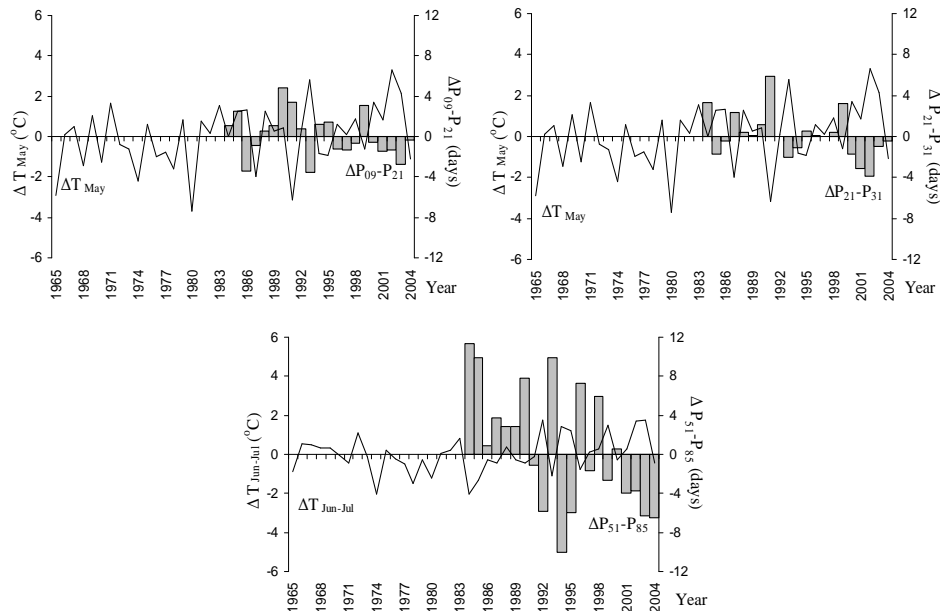 6 4 2 0 -2 -4 -6
Δ T May (°C)
12 8 4 0 -4 -8 -12
ΔP09-P21 (days)
ΔT May
ΔP09-P21
1965 1968 1971 1974 1977 1980 1983 1986 1989 1992 1995 1998 2001 2004
Year
6 4 2 0 -2 -4 -6
Δ T May (°C)
12 8 4 0 -4 -8 -12
Δ P21-P31 (days)
ΔT May
ΔP21-P31
1965 1968 1971 1974 1977 1980 1983 1986 1989 1992 1995 1998 2001 2004
Year
6 4 2 0 -2 -4 -6
Δ T Jun-Jul (°C)
12 8 4 0 -4 -8 -12
Δ P51-P85 (days)
ΔT Jun-Jul
ΔP51-P85
1965 1968 1971 1974 1977 1980 1983 1986 1989 1992 1995 1998 2001 2004
Year